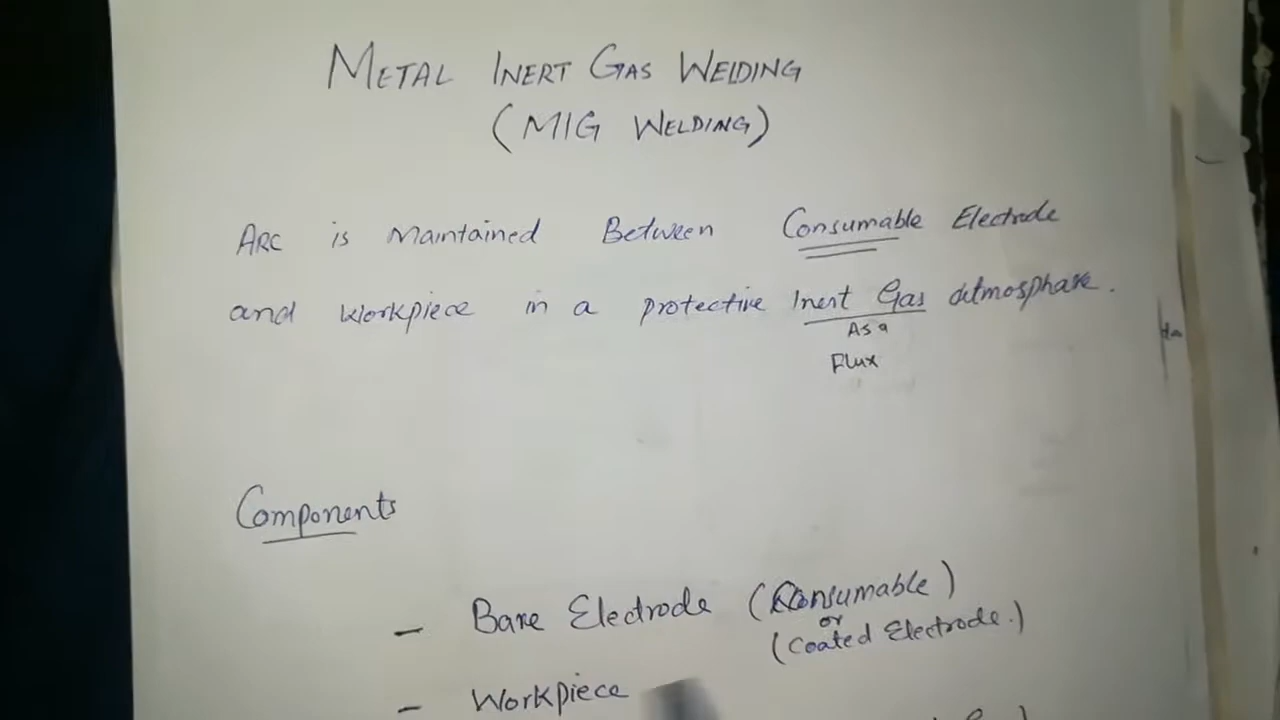 METAL INERT GAS WELDING
(MIG WELDING)
ARC is Maintained Between Consumable Electrode
and workpiece in a protective Inert Gas
As a
Flux
Components
- Bare Electrode (Consumable)
or
(Coated Electrode.)
- Workpiece